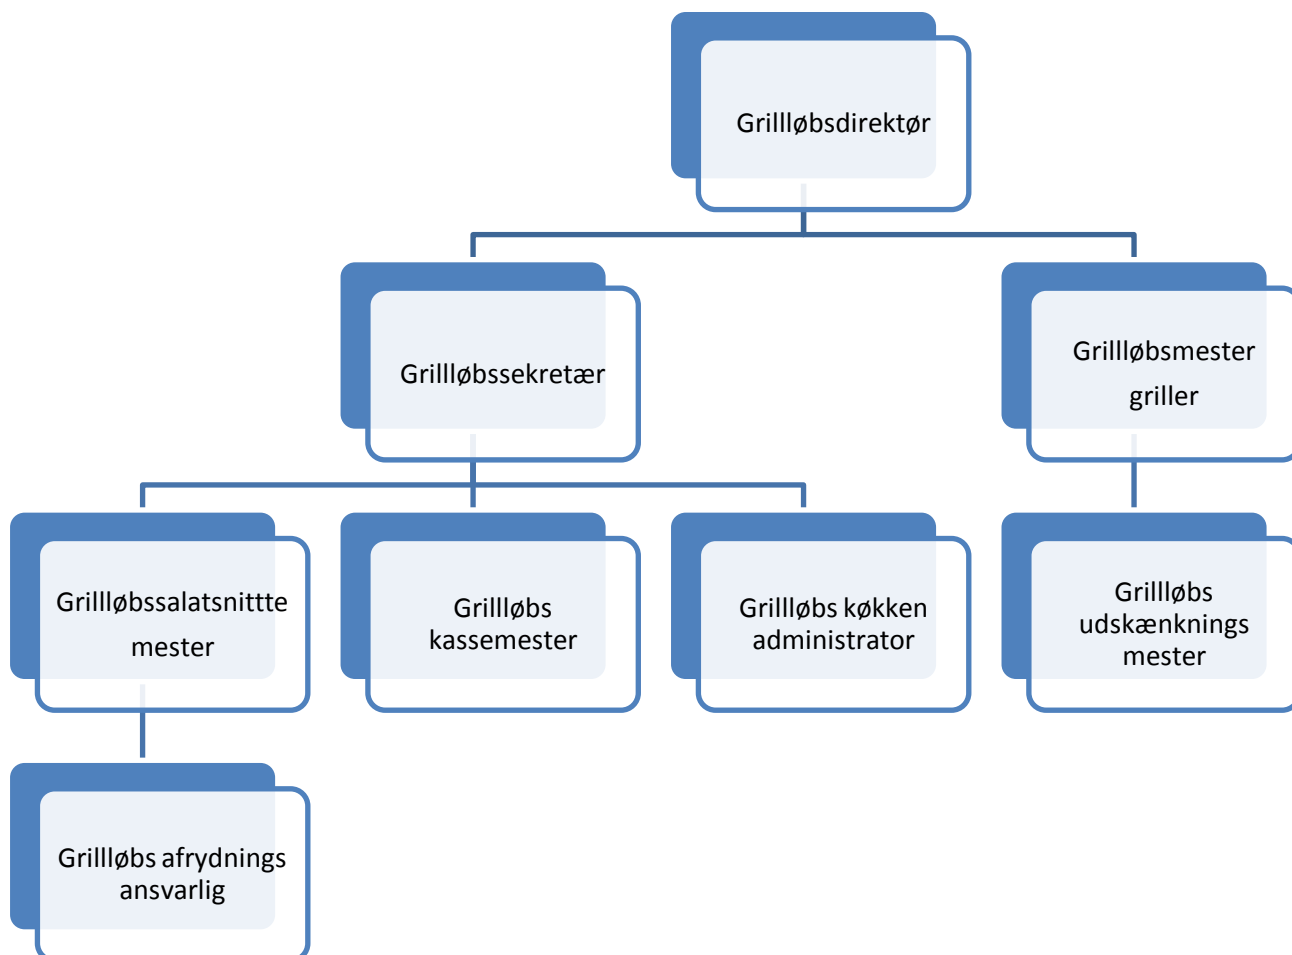 Grillløbsdirektør
Grillløbssekretær
Grillløbsmester
griller
Grillløbssalatsnittte
mester
Grillløbs
kassemester
Grillløbs køkken
administrator
Grillløbs
udskænknings
mester
Grillløbs afrydnings
ansvarlig